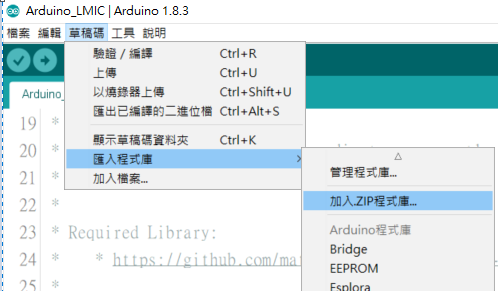 Arduino_LMIC | Arduino 1.8.3
檔案 編輯 草稿碼 工具 說明
驗證 / 編譯 Ctrl+R
上傳 Ctrl+U
以燒錄器上傳 Ctrl+Shift+U
匯出已編譯的二進位檔 Ctrl+Alt+S
顯示草稿碼資料夾 Ctrl+K
匯入程式庫
加入檔案...
管理程式庫...
加入.ZIP程式庫...
Arduino程式庫
Bridge
EEPROM
Esplora
Arduino_
19 *
20 *
21 *
22 *
23 * Required Library:
24 * * https://github.com/mat
25 *